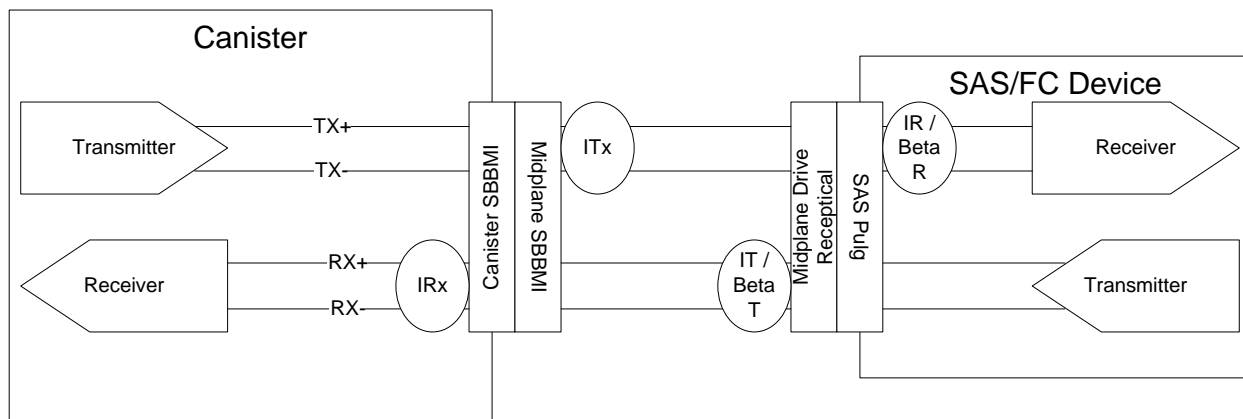 Canister
SAS/FC Device
Transmitter
TX+
TX-
Receiver
RX+
RX-
IRx
Canister SBBMI
Midplane SBBMI
ITx
IT /
Beta
T
Midplane Drive
Receptical
SAS Pulg
IR /
Beta
R
Receiver
Transmitter